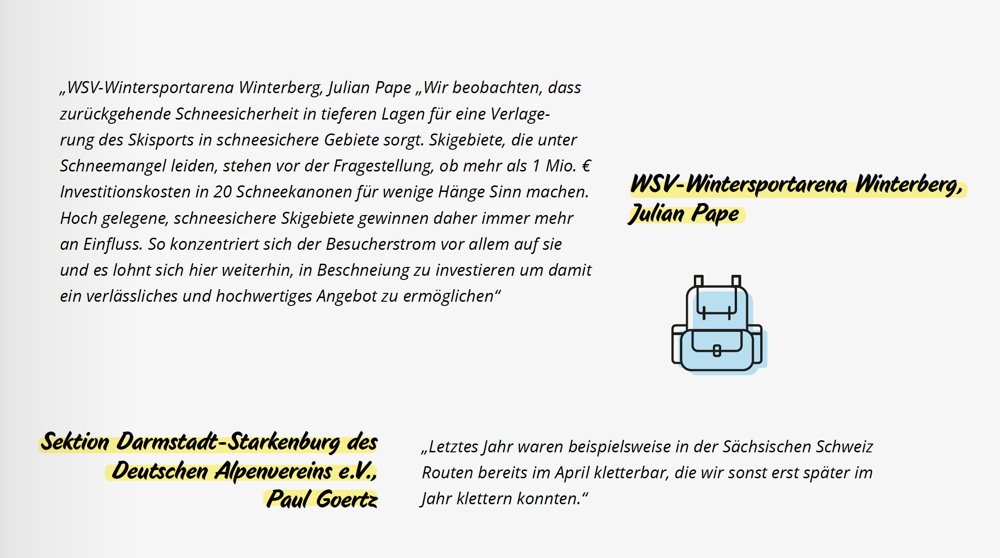 „WSV-Wintersportarena Winterberg, Julian Pape „Wir beobachten, dass
zurückgehende Schneesicherheit in tieferen Lagen für eine Verlage-
rung des Skisports in schneesichere Gebiete sorgt. Skigebiete, die unter
Schneemangel leiden, stehen vor der Fragestellung, ob mehr als 1 Mio. €
Investitionskosten in 20 Schneekanonen für wenige Hänge Sinn machen.
Hoch gelegene, schneesichere Skigebiete gewinnen daher immer mehr
an Einfluss. So konzentriert sich der Besucherstrom vor allem auf sie
und es lohnt sich hier weiterhin, in Beschneiung zu investieren um damit
ein verlässliches und hochwertiges Angebot zu ermöglichen“
WSV-Wintersportarena Winterberg,
Julian Pape
Sektion Darmstadt-Starkenburg des
Deutschen Alpenvereins e.V.,
Paul Goertz
„Letztes Jahr waren beispielsweise in der Sächsischen Schweiz
Routen bereits im April kletterbar, die wir sonst erst später im
Jahr klettern konnten.“